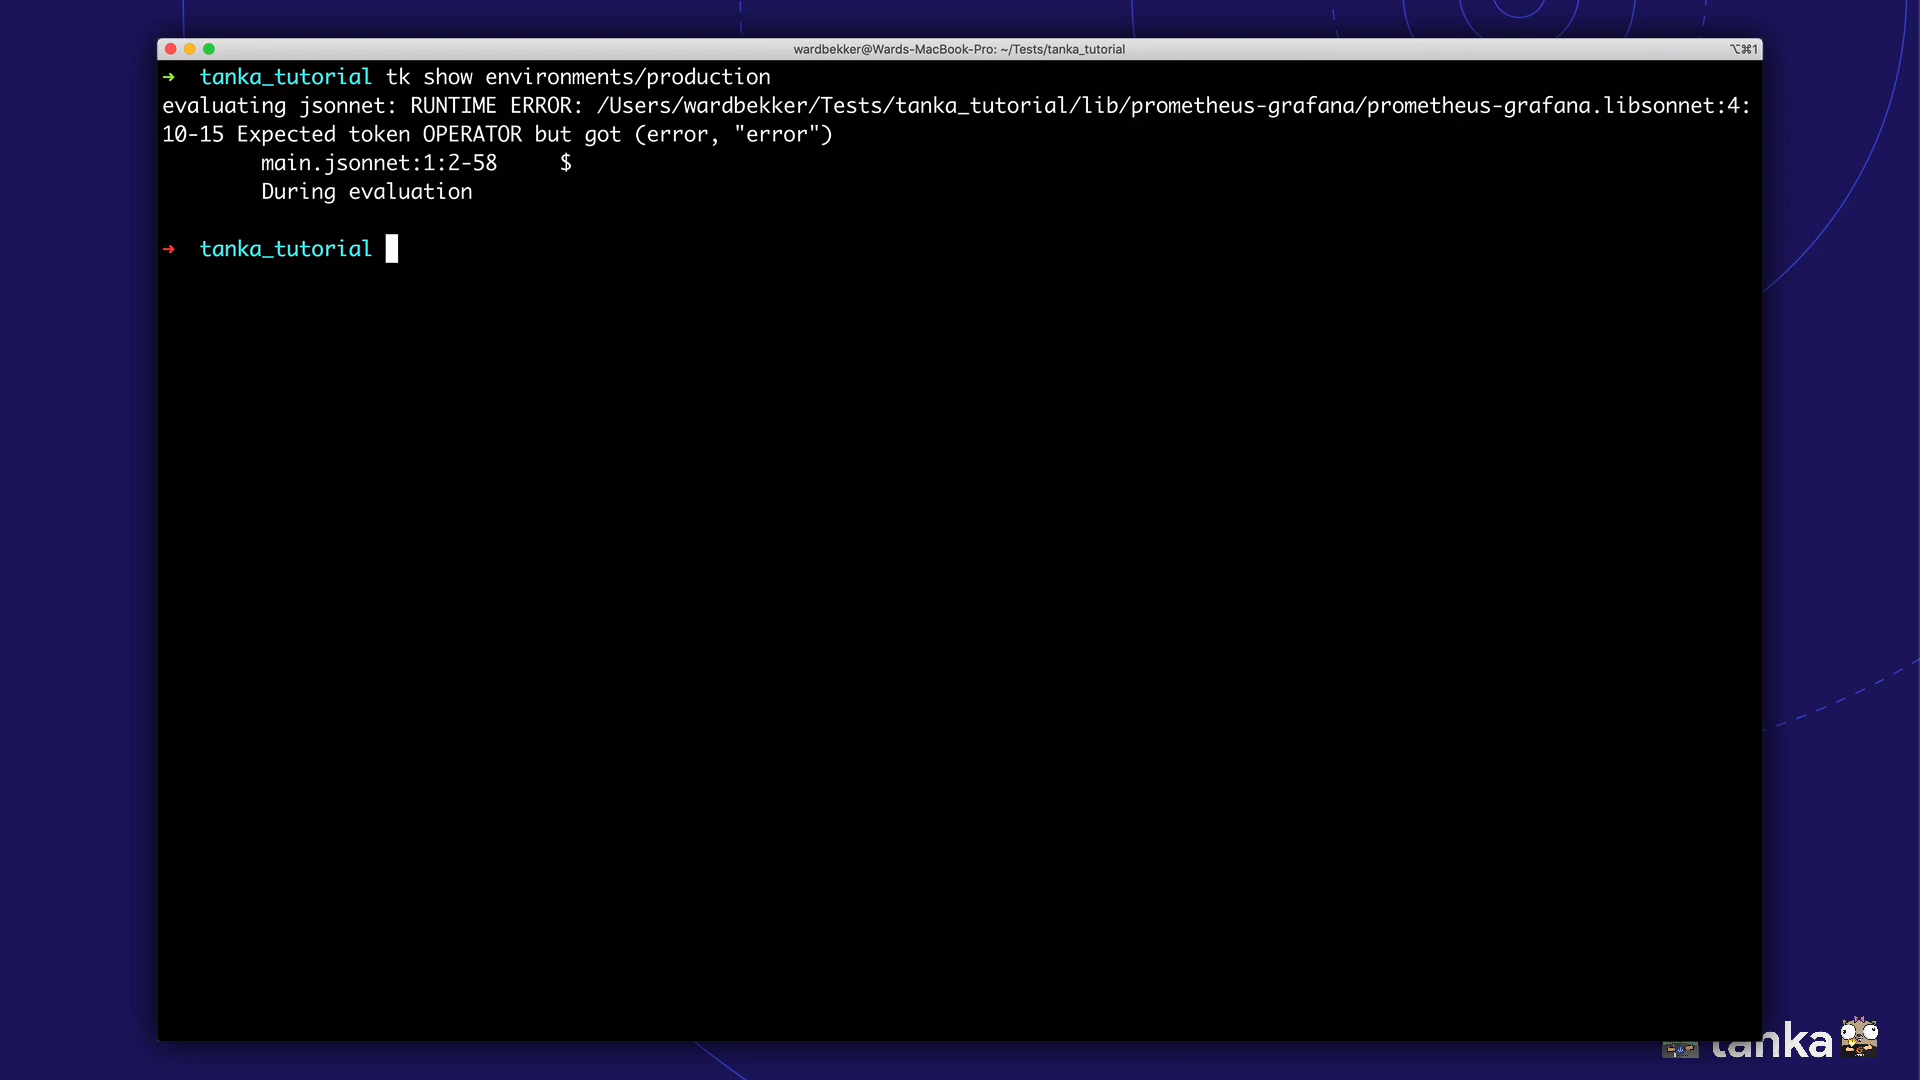 wardbekker@Wards-MacBook-Pro: ~/Tests/tanka_tutorial ⌥⌘1
➜ tanka_tutorial tk show environments/production
evaluating jsonnet: RUNTIME ERROR: /Users/wardbekker/Tests/tanka_tutorial/lib/prometheus-grafana/prometheus-grafana.libsonnet:4:
10-15 Expected token OPERATOR but got (error, "error")
main.jsonnet:1:2-58 $
During evaluation
➜ tanka_tutorial
tanka